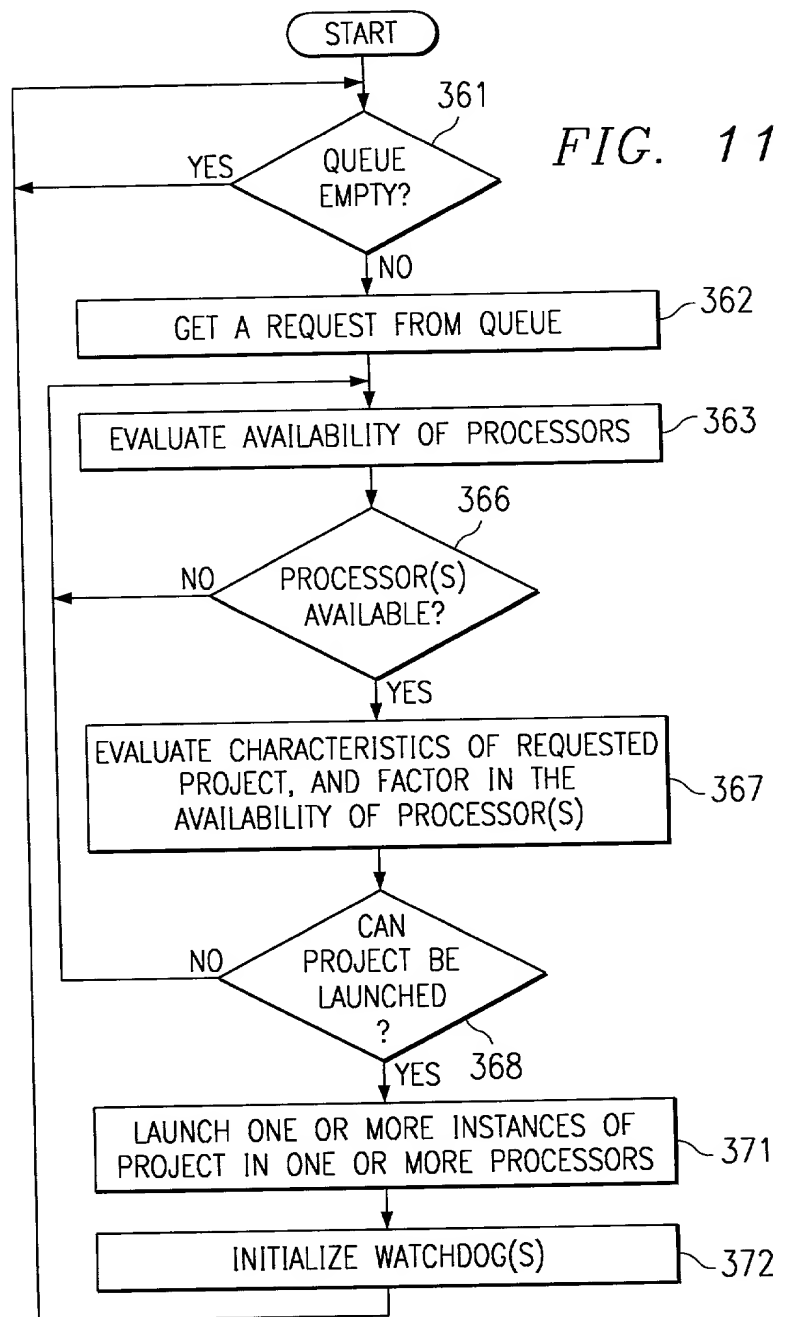 START
361
FIG. 11
YES
QUEUE
EMPTY?
NO
362
GET A REQUEST FROM QUEUE
363
EVALUATE AVAILABILITY OF PROCESSORS
366
NO
PROCESSOR(S)
AVAILABLE?
YES
EVALUATE CHARACTERISTICS OF REQUESTED
PROJECT, AND FACTOR IN THE
AVAILABILITY OF PROCESSOR(S)
367
CAN
PROJECT BE
LAUNCHED
?
NO
368
YES
LAUNCH ONE OR MORE INSTANCES OF
PROJECT IN ONE OR MORE PROCESSORS
371
INITIALIZE WATCHDOG(S)
372